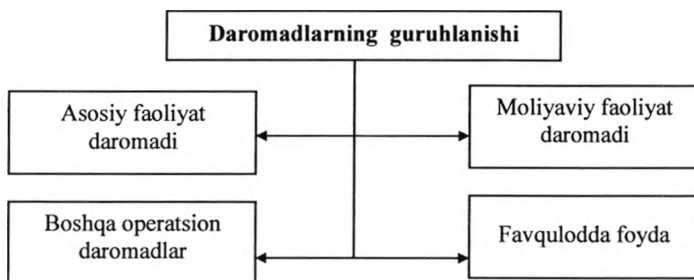 Daromadlarning guruhlanishi
Asosiy faoliyat
daromadi
Moliyaviy faoliyat
daromadi
Boshqa operatsion
daromadlar
Favqulodda foyda